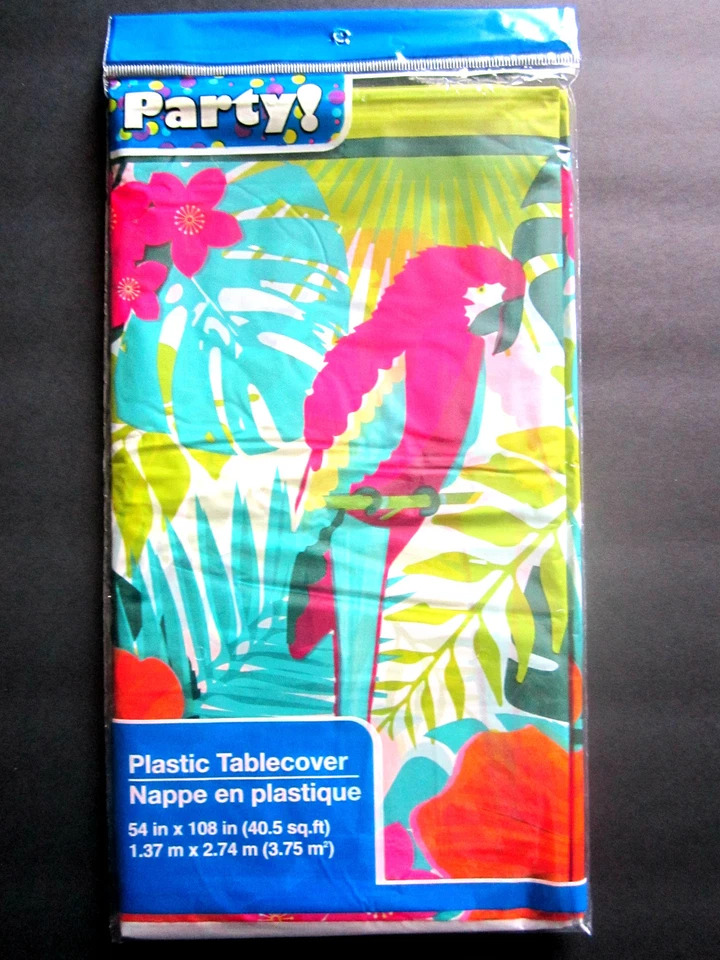 Party!
Plastic Tablecover
Nappe en plastique
54 in x 108 in (40.5 sq.ft)
1.37 m x 2.74 m (3.75 m²)